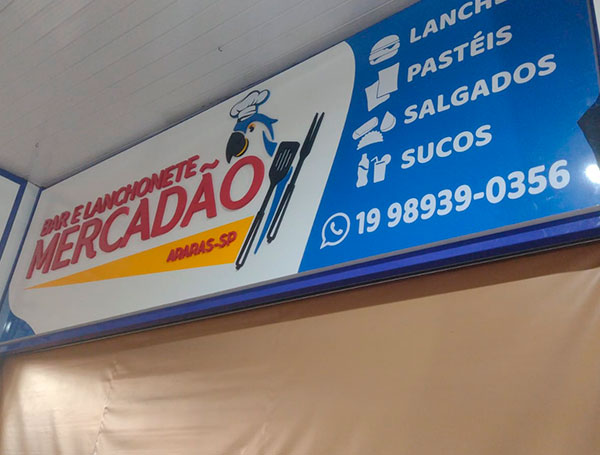 BAR E LANCHONETE
MERCADÃO
ARARAS-SP
PASTÉIS
SALGADOS
SUCOS
19 98939-0356